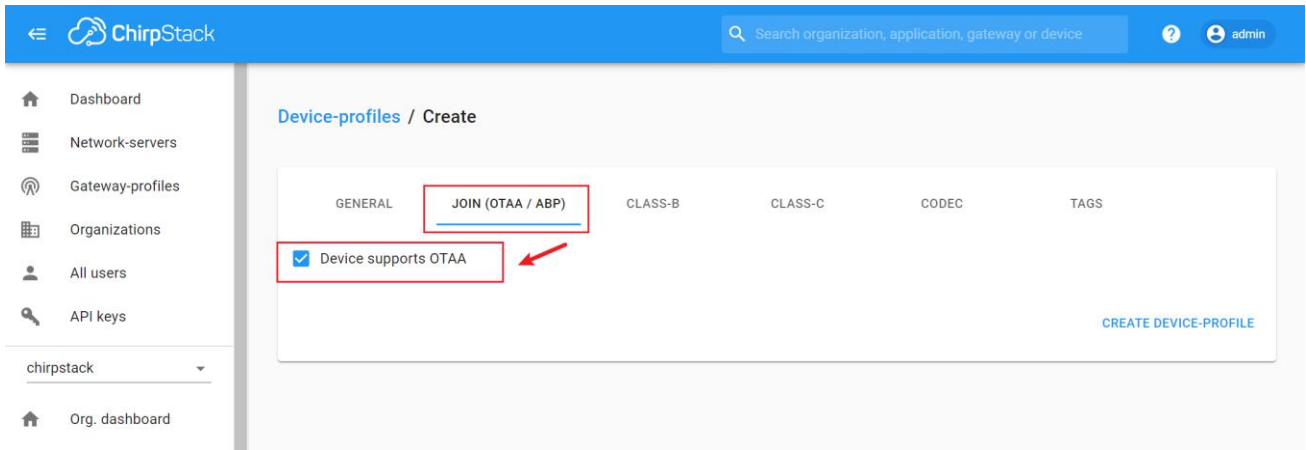 ChirpStack
Search organization, application, gateway or device
? admin
Dashboard
Network-servers
Gateway-profiles
Organizations
All users
API keys
chirpstack
Org. dashboard
Device-profiles / Create
GENERAL JOIN (OTAA / ABP) CLASS-B CLASS-C CODEC TAGS
Device supports OTAA
CREATE DEVICE-PROFILE